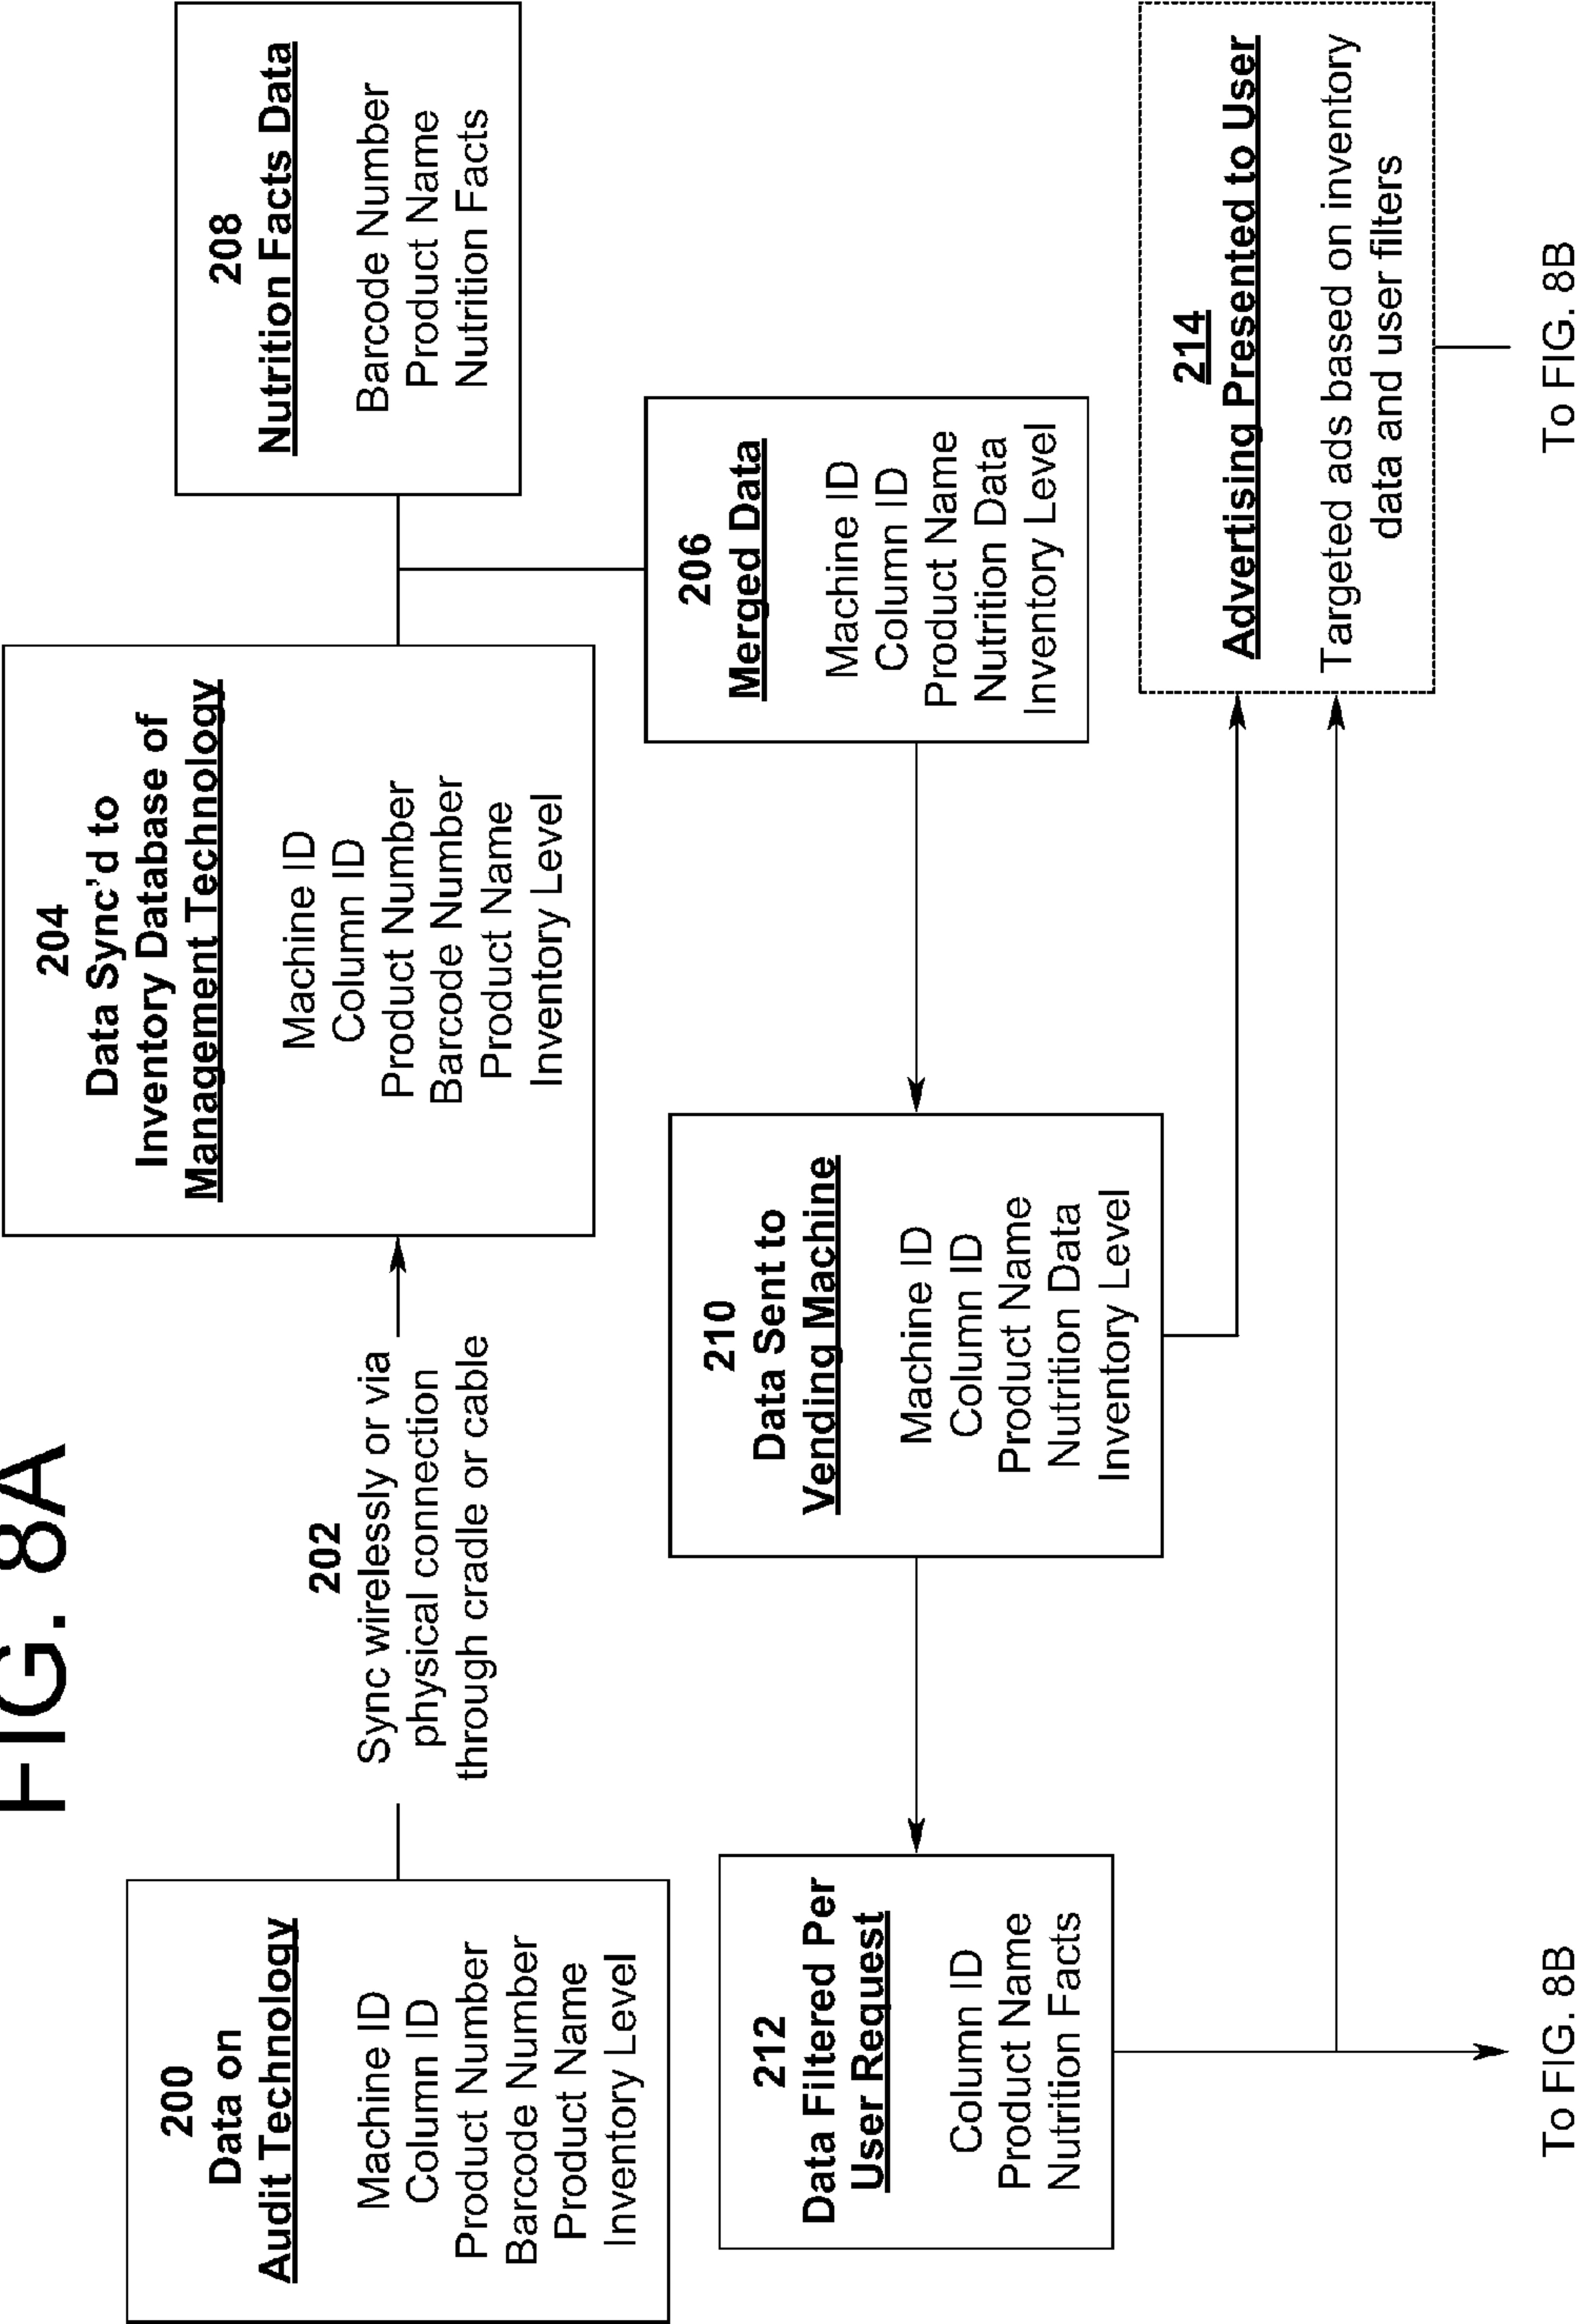 FIG. 8A
200
Data on
Audit Technology
Machine ID
Column ID
Product Number
Barcode Number
Product Name
Inventory Level
202
Sync wirelessly or via
physical connection
through cradle or cable
204
Data Sync'd to
Inventory Database of
Management Technology
Machine ID
Column ID
Product Number
Barcode Number
Product Name
Inventory Level
208
Nutrition Facts Data
Barcode Number
Product Name
Nutrition Facts
206
Merged Data
Machine ID
Column ID
Product Name
Nutrition Data
Inventory Level
210
Data Sent to
Vending Machine
Machine ID
Column ID
Product Name
Nutrition Data
Inventory Level
212
Data Filtered Per
User Request
Column ID
Product Name
Nutrition Facts
214
Advertising Presented to User
Targeted ads based on inventory
data and user filters
To FIG. 8B
To FIG. 8B